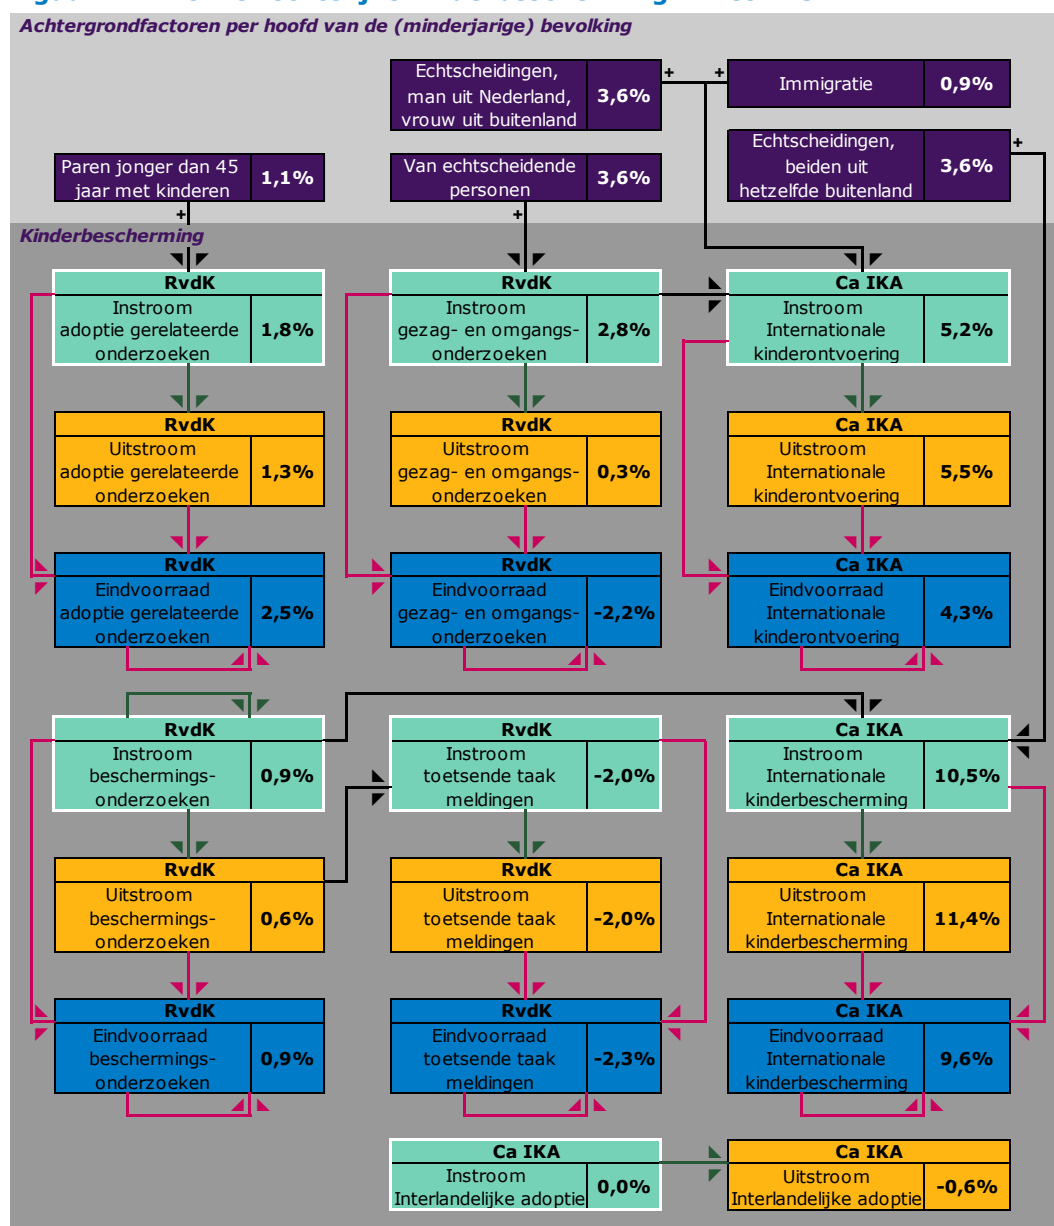 Achtergrondfactoren per hoofd van de (minderjarige) bevolking
Echtscheidingen,
man uit Nederland,
vrouw uit buitenland
3,6%
+
+
Immigratie
0,9%
Echtscheidingen,
beiden uit
hetzelfde buitenland
3,6%
+
Paren jonger dan 45
jaar met kinderen
1,1%
Van echtscheidende
personen
3,6%
+
+
Kinderbescherming
RvdK
Instroom
adoptie gerelateerde
onderzoeken
1,8%
RvdK
Instroom
gezag- en omgangs-
onderzoeken
2,8%
Ca IKA
Instroom
Internationale
kinderontvoering
5,2%
RvdK
Uitstroom
adoptie gerelateerde
onderzoeken
1,3%
RvdK
Uitstroom
gezag- en omgangs-
onderzoeken
0,3%
Ca IKA
Uitstroom
Internationale
kinderontvoering
5,5%
RvdK
Eindvoorraad
adoptie gerelateerde
onderzoeken
2,5%
RvdK
Eindvoorraad
gezag- en omgangs-
onderzoeken
-2,2%
Ca IKA
Eindvoorraad
Internationale
kinderontvoering
4,3%
RvdK
Instroom
beschermings-
onderzoeken
0,9%
RvdK
Instroom
toetsende taak
meldingen
-2,0%
Ca IKA
Instroom
Internationale
kinderbescherming
10,5%
RvdK
Uitstroom
beschermings-
onderzoeken
0,6%
RvdK
Uitstroom
toetsende taak
meldingen
-2,0%
Ca IKA
Uitstroom
Internationale
kinderbescherming
11,4%
RvdK
Eindvoorraad
beschermings-
onderzoeken
0,9%
RvdK
Eindvoorraad
toetsende taak
meldingen
-2,3%
Ca IKA
Eindvoorraad
Internationale
kinderbescherming
9,6%
Ca IKA
Instroom
Interlandelijke adoptie
0,0%
Ca IKA
Uitstroom
Interlandelijke adoptie
-0,6%